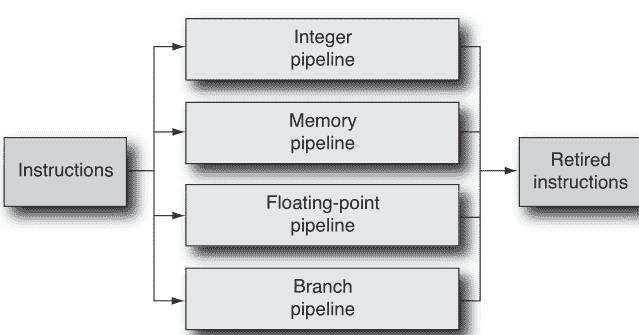 Integer
pipeline
Memory
pipeline
Instructions
Retired
instructions
Floating-point
pipeline
Branch
pipeline